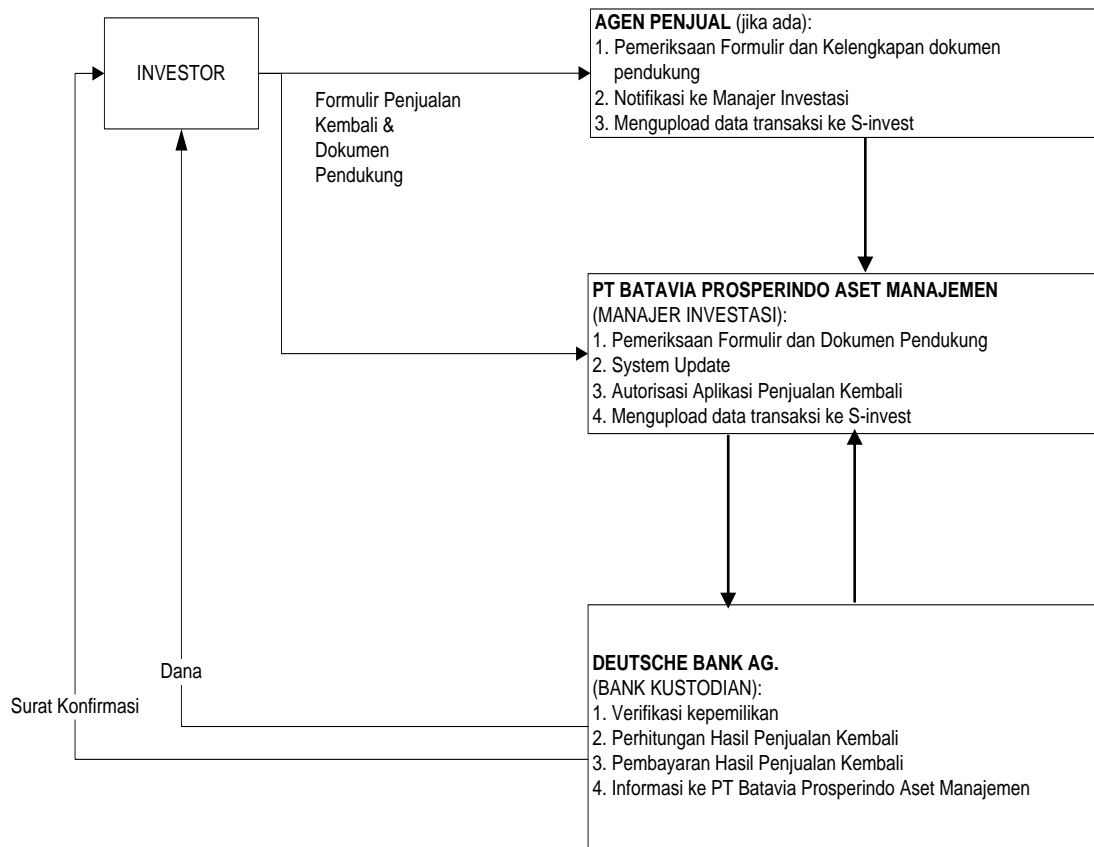 INVESTOR
Formulir Penjualan
Kembali &
Dokumen
Pendukung
AGEN PENJUAL (jika ada):
1. Pemeriksaan Formulir dan Kelengkapan dokumen
pendukung
2. Notifikasi ke Manajer Investasi
3. Mengupload data transaksi ke S-invest
PT BATAVIA PROSPERINDO ASET MANAJEMEN
(MANAJER INVESTASI):
1. Pemeriksaan Formulir dan Dokumen Pendukung
2. System Update
3. Autorisasi Aplikasi Penjualan Kembali
4. Mengupload data transaksi ke S-invest
Dana
Surat Konfirmasi
DEUTSCHE BANK AG.
(BANK KUSTODIAN):
1. Verifikasi kepemilikan
2. Perhitungan Hasil Penjualan Kembali
3. Pembayaran Hasil Penjualan Kembali
4. Informasi ke PT Batavia Prosperindo Aset Manajemen